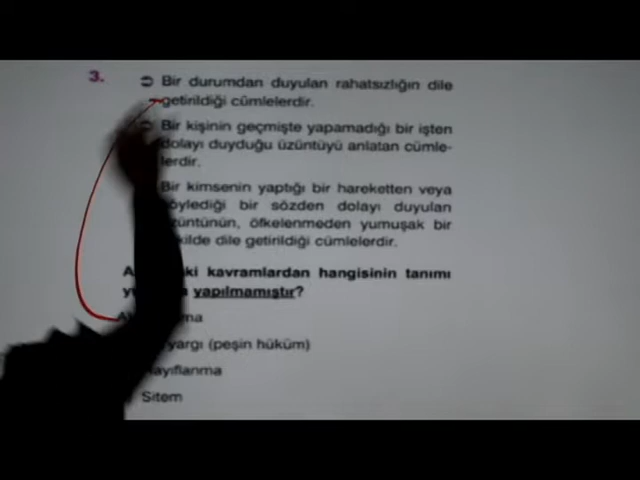 3. Bir durumdan duyulan rahatsızlığın dile
getirildiği cümlelerdir.
Bir kişinin geçmişte yapamadığı bir işten
dolayı duyduğu üzüntüyü anlatan cümle-
lerdir.
Bir kimsenin yaptığı bir hareketten veya
söylediği bir sözden dolayı duyulan
üzüntünün, öfkelenmeden yumuşak bir
şekilde dile getirildiği cümlelerdir.
kavramlardan hangisinin tanımı
yapılmamıştır?
yargı (peşin hüküm)
Hayıflanma
Sitem